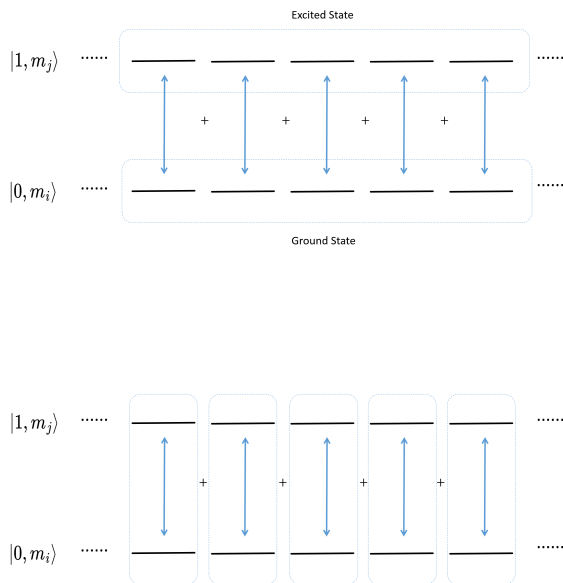 Excited State
|1, m_j⟩ ...... ......
+ + + +
|0, m_i⟩ ...... ......
Ground State
|1, m_j⟩ ...... ......
+ + + +
|0, m_i⟩ ...... ......